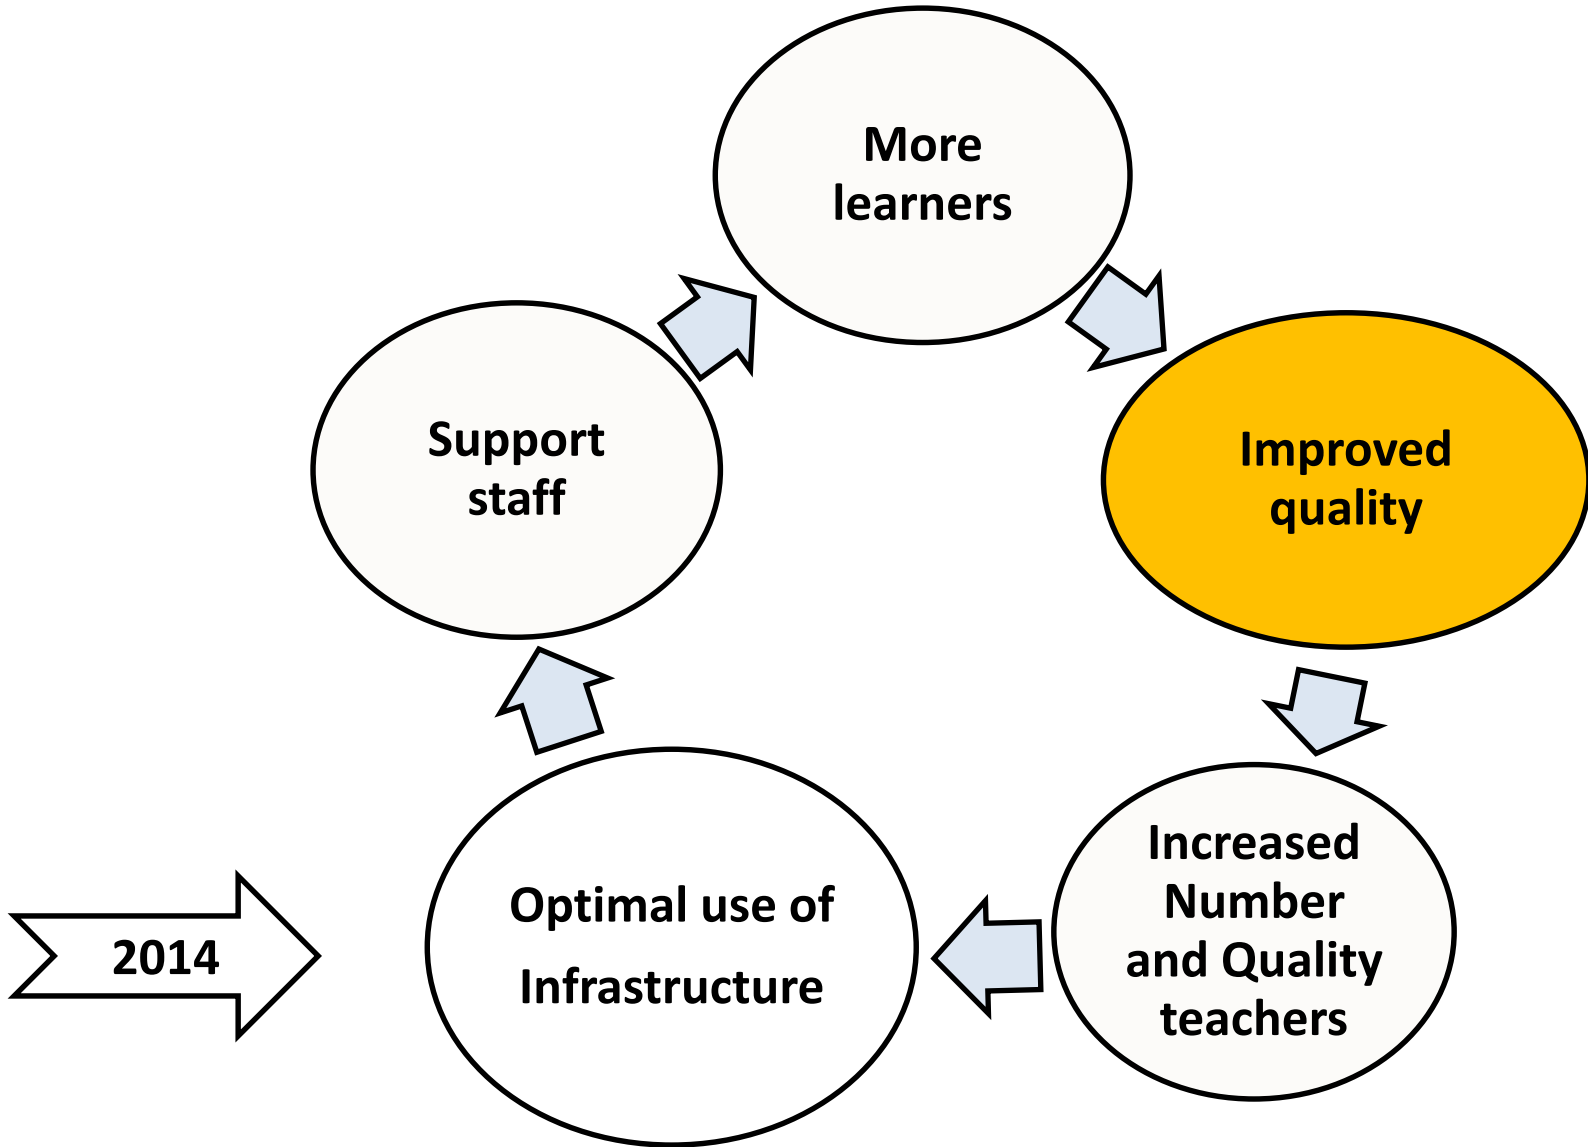 More
learners
Improved
quality
Increased
Number
and Quality
teachers
Optimal use of
Infrastructure
Support
staff
2014